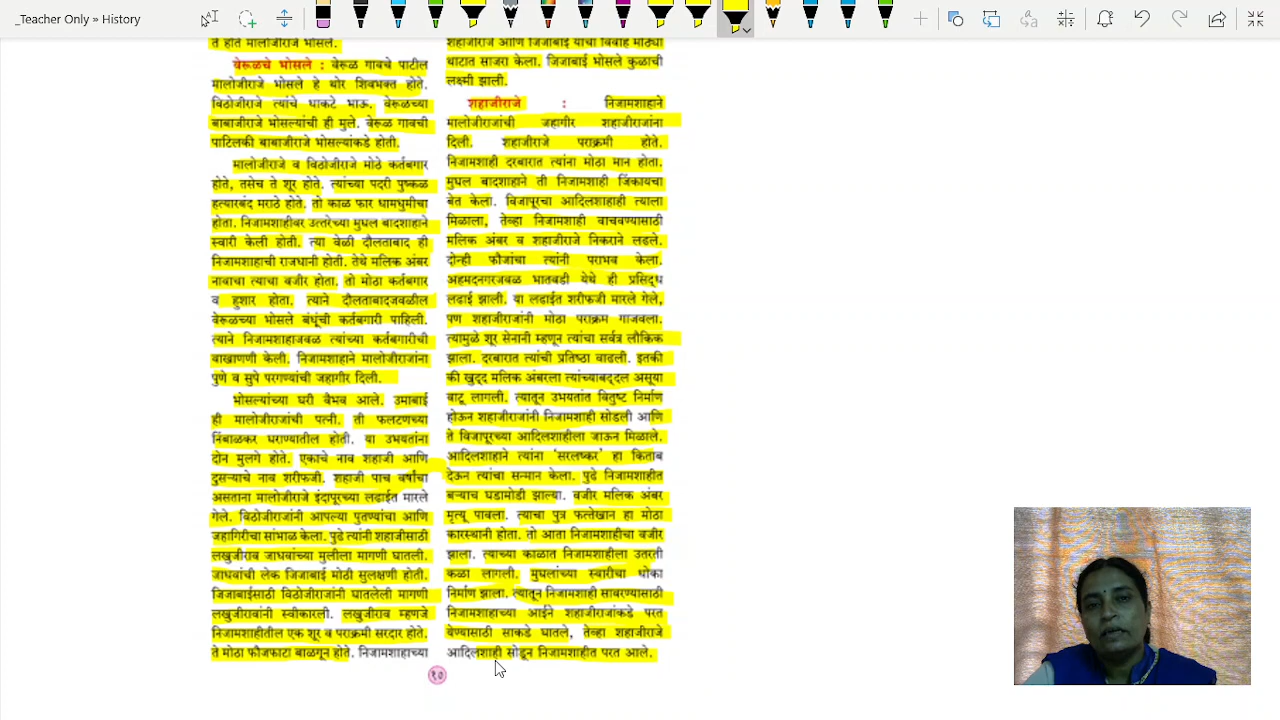 _Teacher Only » History
ते होते मालोजीराजे भोसले.
वेरूळचे भोसले : वेरूळ गावचे पाटील
मालोजीराजे भोसले हे थोर शिवभक्त होते.
विठोजीराजे त्यांचे धाकटे भाऊ. वेरूळच्या
बाबाजीराजे भोसल्यांची ही मुले. वेरूळ गावची
पाटिलकी बाबाजीराजे भोसल्यांकडे होती.
मालोजीराजे व विठोजीराजे मोठे कर्तबगार
होते, तसेच ते शूर होते. त्यांच्या पदरी पुष्कळ
हत्यारबंद मराठे होते. तो काळ फार धामधुमीचा
होता. निजामशाहीवर उत्तरेच्या मुघल बादशाहाने
स्वारी केली होती. त्या वेळी दौलताबाद ही
निजामशाहाची राजधानी होती. तेथे मलिक अंबर
नावाचा त्याचा वजीर होता. तो मोठा कर्तबगार
व हुशार होता. त्याने दौलताबादजवळील
वेरूळच्या भोसले बंधूंची कर्तबगारी पाहिली.
त्याने निजामशाहाजवळ त्यांच्या कर्तबगारीची
वाखाणणी केली. निजामशाहाने मालोजीराजांना
पुणे व सुपे परगण्यांची जहागीर दिली.
भोसल्यांच्या घरी वैभव आले. उमाबाई
ही मालोजीराजांची पत्नी. ती फलटणच्या
निंबाळकर घराण्यातील होती. या उभयतांना
दोन मुलगे होते. एकाचे नाव शहाजी आणि
दुसऱ्याचे नाव शरीफजी. शहाजी पाच वर्षांचा
असताना मालोजीराजे इंदापूरच्या लढाईत मारले
गेले. विठोजीराजांनी आपल्या पुतण्यांचा आणि
जहागिरीचा सांभाळ केला. पुढे त्यांनी शहाजीसाठी
लखुजीराव जाधवांच्या मुलीला मागणी घातली.
जाधवांची लेक जिजाबाई मोठी सुलक्षणी होती.
जिजाबाईसाठी विठोजीराजांनी घातलेली मागणी
लखुजीरावांनी स्वीकारली. लखुजीराव म्हणजे
निजामशाहीतील एक शूर व पराक्रमी सरदार होते.
ते मोठा फौजफाटा बाळगून होते. निजामशाहाच्या
शहाजीराजे आणि जिजाबाई यांचा विवाह मोठ्या
थाटात साजरा केला. जिजाबाई भोसले कुळाची
लक्ष्मी झाली.
शहाजीराजे : निजामशाहाने
मालोजीराजांची जहागीर शहाजीराजांना
दिली. शहाजीराजे पराक्रमी होते.
निजामशाही दरबारात त्यांना मोठा मान होता.
मुघल बादशाहाने ती निजामशाही जिंकायचा
बेत केला. विजापूरचा आदिलशाहाही त्याला
मिळाला, तेव्हा निजामशाही वाचवण्यासाठी
मलिक अंबर व शहाजीराजे निकराने लढले.
दोन्ही फौजांचा त्यांनी पराभव केला.
अहमदनगरजवळ भातवडी येथे ही प्रसिद्ध
लढाई झाली. या लढाईत शरीफजी मारले गेले,
पण शहाजीराजांनी मोठा पराक्रम गाजवला.
त्यामुळे शूर सेनानी म्हणून त्यांचा सर्वत्र लौकिक
झाला. दरबारात त्यांची प्रतिष्ठा वाढली. इतकी
की खुद्द मलिक अंबरला त्यांच्याबद्दल असूया
वाटू लागली. त्यातून उभयतांत वितुष्ट निर्माण
होऊन शहाजीराजांनी निजामशाही सोडली आणि
ते विजापूरच्या आदिलशाहीला जाऊन मिळाले.
आदिलशाहाने त्यांना ‘सरलष्कर’ हा किताब
देऊन त्यांचा सन्मान केला. पुढे निजामशाहीत
बऱ्याच घडामोडी झाल्या. वजीर मलिक अंबर
मृत्यू पावला. त्याचा पुत्र फत्तेखान हा मोठा
कारस्थानी होता. तो आता निजामशाहीचा वजीर
झाला. त्याच्या काळात निजामशाहीला उतरती
कळा लागली. मुघलांच्या स्वारीचा धोका
निर्माण झाला. त्यातून निजामशाही सावरण्यासाठी
निजामशाहाच्या आईने शहाजीराजांकडे परत
येण्यासाठी साकडे घातले, तेव्हा शहाजीराजे
आदिलशाही सोडून निजामशाहीत परत आले.
१७